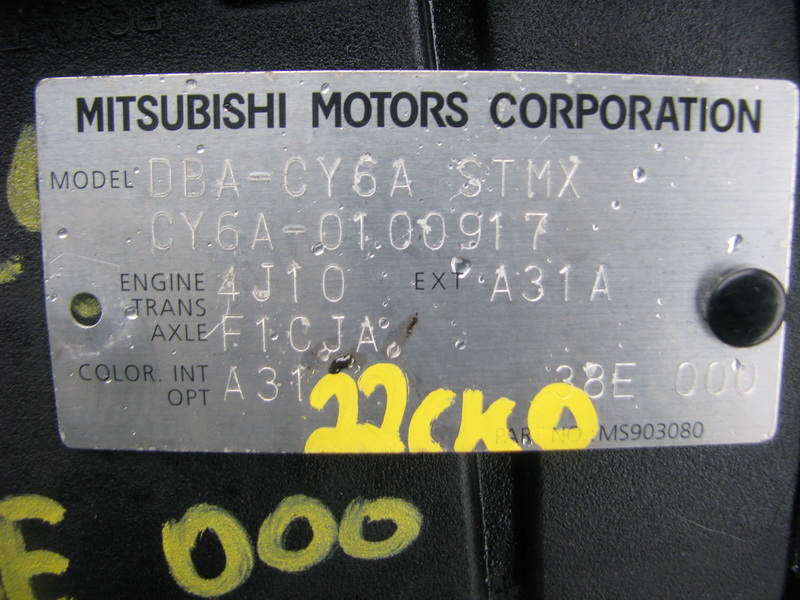 MITSUBISHI MOTORS CORPORATION
MODEL DBA-CY6A STMX
CY6A-0100917
ENGINE 4J10 EXT A31A
TRANS
AXLE F1CJA
COLOR. INT A31 38E 000
OPT
22CKO
PART NO. MS903080
000